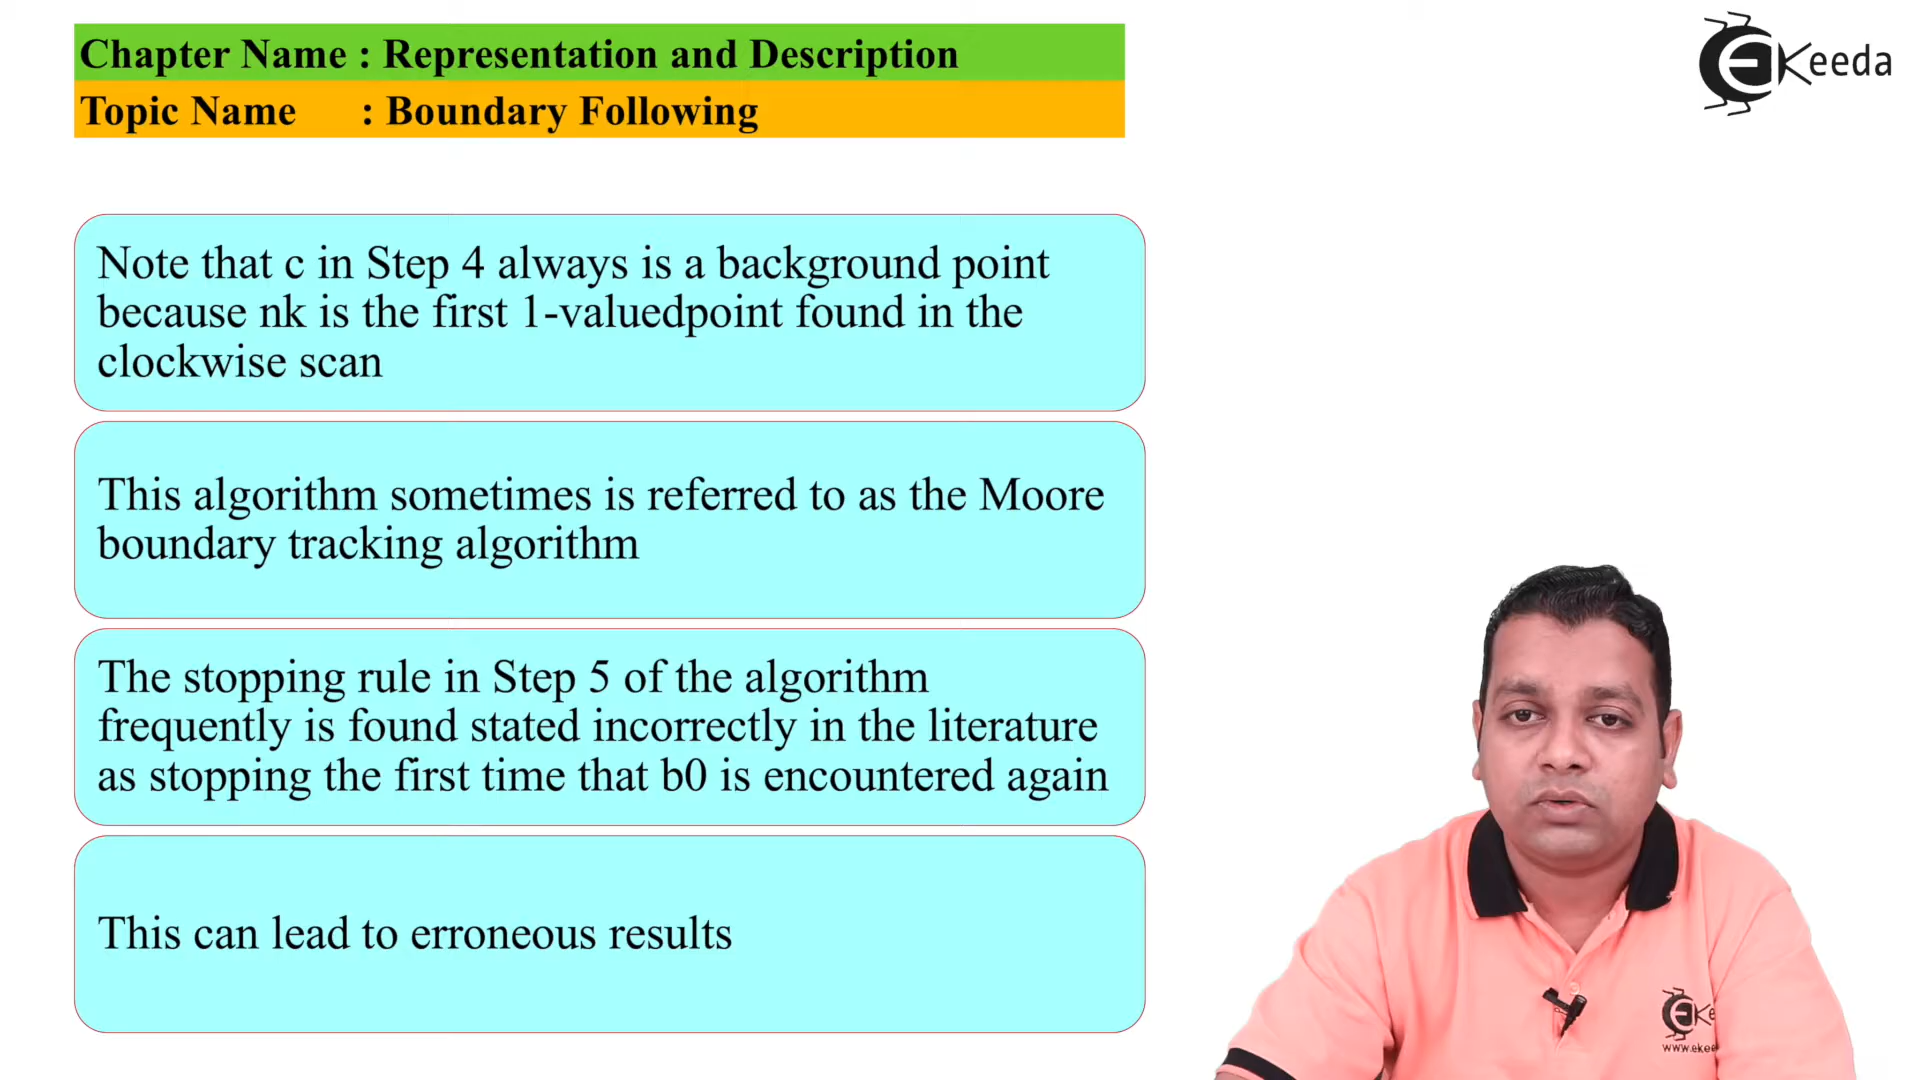 Chapter Name : Representation and Description
Topic Name : Boundary Following
EKeeda
Note that c in Step 4 always is a background point
because nk is the first 1-valuedpoint found in the
clockwise scan
This algorithm sometimes is referred to as the Moore
boundary tracking algorithm
The stopping rule in Step 5 of the algorithm
frequently is found stated incorrectly in the literature
as stopping the first time that b0 is encountered again
This can lead to erroneous results